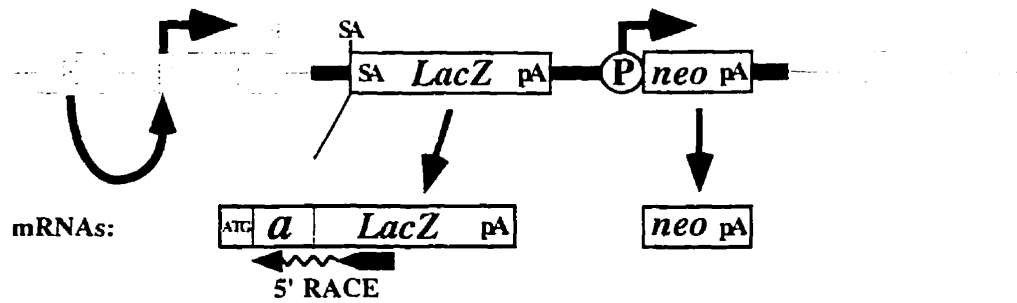 SA
SA LacZ pA P neo pA
mRNAs: ATG a LacZ pA neo pA
5' RACE